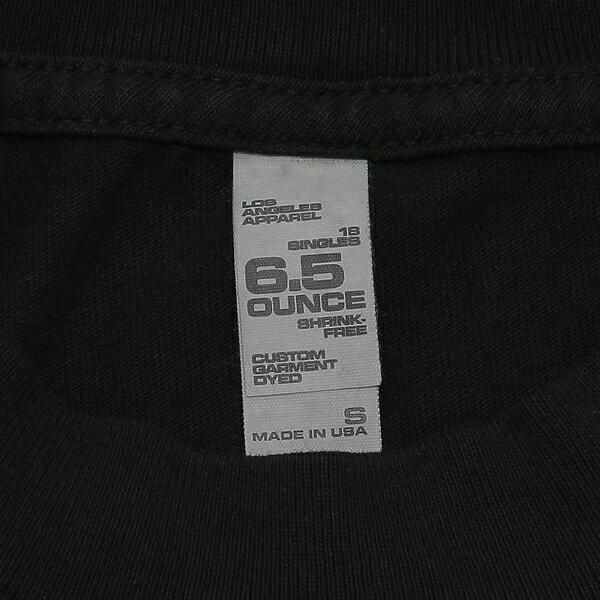 LOS
ANGELES
APPAREL
18
SINGLES
6.5
OUNCE
SHRINK-
FREE
CUSTOM
GARMENT
DYED
S
MADE IN USA